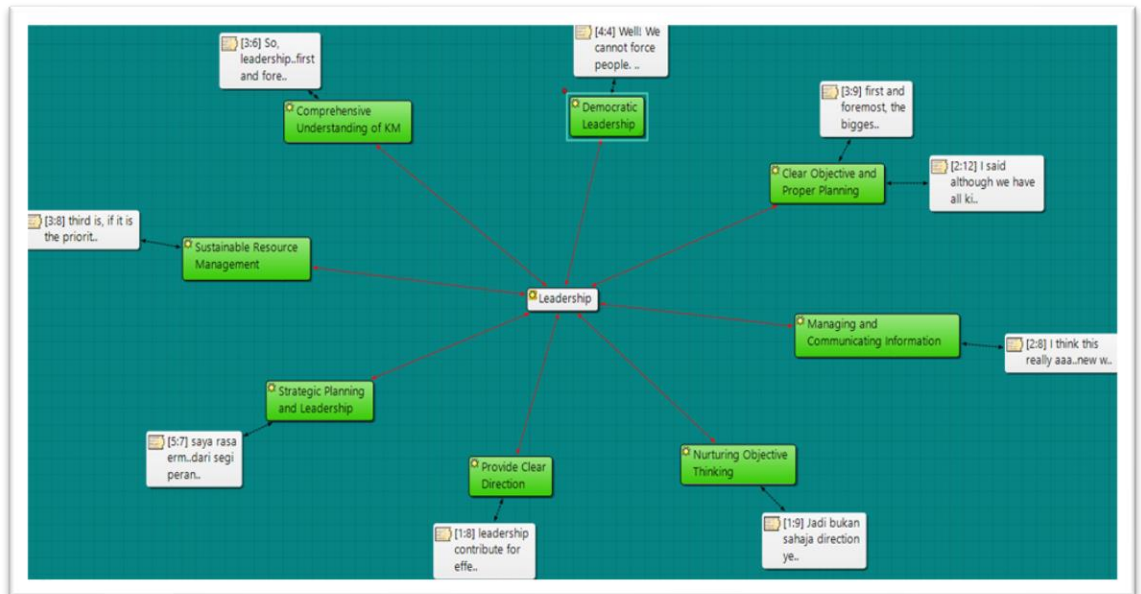 [3:6] So,
leadership..first
and fore..
Comprehensive
Understanding of KM
[4:4] Well! We
cannot force
people. ..
Democratic
Leadership
[3:9] first and
foremost, the
bigges..
Clear Objective and
Proper Planning
[2:12] I said
although we have
all ki..
[3:8] third is, if it is
the priorit..
Sustainable Resource
Management
Leadership
Managing and
Communicating Information
[2:8] I think this
really aaa..new w..
Strategic Planning
and Leadership
[5:7] saya rasa
erm..dari segi
peran..
Provide Clear
Direction
[1:8] leadership
contribute for
effe..
Nurturing Objective
Thinking
[1:9] Jadi bukan
sahaja direction
ye..